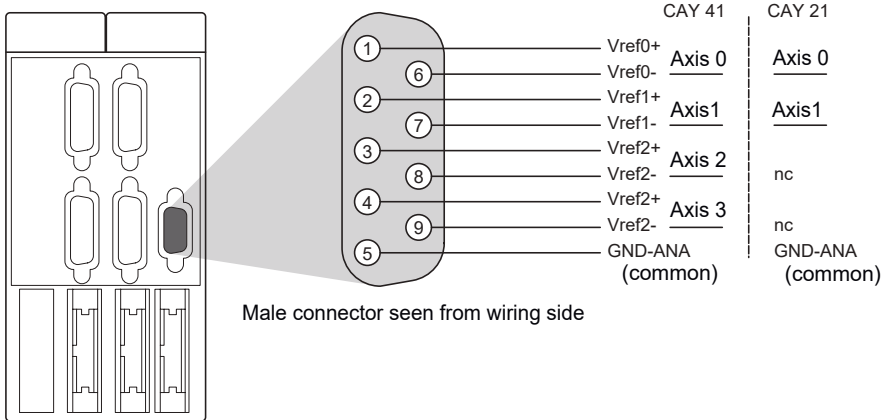 CAY 41 CAY 21
1 Vref0+ Axis 0 Axis 0
6 Vref0-
2 Vref1+ Axis1 Axis1
7 Vref1-
3 Vref2+ Axis 2
8 Vref2- nc
4 Vref2+ Axis 3
9 Vref2- nc
5 GND-ANA GND-ANA
(common) (common)
Male connector seen from wiring side